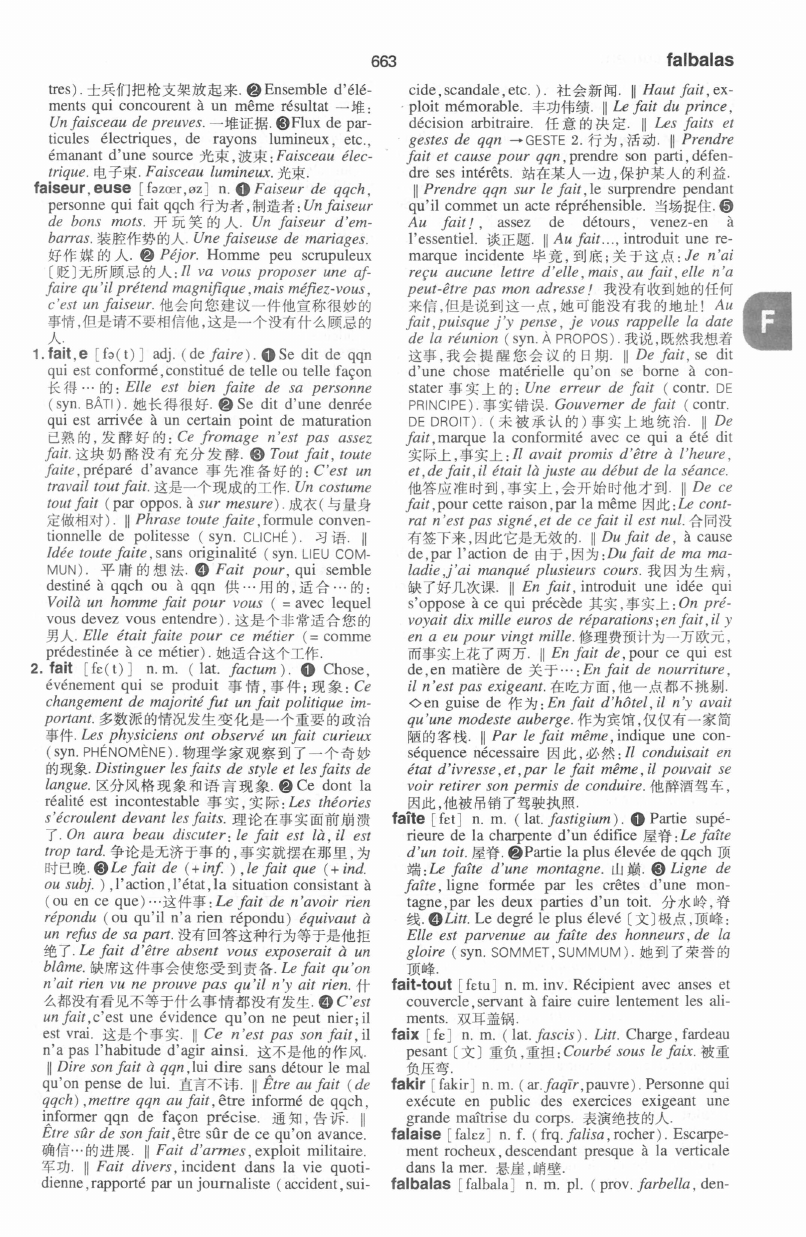 663
falbalas
tres). 士兵们把枪支架放起来. ❷ Ensemble d'élé-
ments qui concourent à un même résultat 一堆:
Un faisceau de preuves. 一堆证据. ❸ Flux de par-
ticules électriques, de rayons lumineux, etc.,
émanant d'une source 光束,波束: Faisceau élec-
trique. 电子束. Faisceau lumineux. 光束.
faiseur, euse [fəzœr, øz] n. ❶ Faiseur de qqch,
personne qui fait qqch 行为者,制造者: Un faiseur
de bons mots. 开玩笑的人. Un faiseur d'em-
barras. 装腔作势的人. Une faiseuse de mariages.
好作媒的人. ❷ Péjor. Homme peu scrupuleux
[贬]无所顾忌的人: Il va vous proposer une af-
faire qu'il prétend magnifique, mais méfiez-vous,
c'est un faiseur. 他会向您建议一件他宣称很妙的
事情,但是请不要相信他,这是一个没有什么顾忌的
人.
1. fait, e [fɔ(t)] adj. (de faire). ❶ Se dit de qqn
qui est conformé, constitué de telle ou telle façon
长得…的: Elle est bien faite de sa personne
(syn. BÂTI). 她长得很好. ❷ Se dit d'une denrée
qui est arrivée à un certain point de maturation
已熟的,发酵好的: Ce fromage n'est pas assez
fait. 这块奶酪没有充分发酵. ❸ Tout fait, toute
faite, préparé d'avance 事先准备好的: C'est un
travail tout fait. 这是一个现成的工作. Un costume
tout fait (par oppos. à sur mesure). 成衣(与量身
定做相对). ‖ Phrase toute faite, formule conven-
tionnelle de politesse (syn. CLICHÉ). 习语. ‖
Idée toute faite, sans originalité (syn. LIEU COM-
MUN). 平庸的想法. ❹ Fait pour, qui semble
destiné à qqch ou à qqn 供…用的,适合…的:
Voilà un homme fait pour vous (= avec lequel
vous devez vous entendre). 这是个非常适合您的
男人. Elle était faite pour ce métier (= comme
prédestinée à ce métier). 她适合这个工作.
2. fait [fɛ(t)] n. m. (lat. factum). ❶ Chose,
événement qui se produit 事情,事件;现象: Ce
changement de majorité fut un fait politique im-
portant. 多数派的情况发生变化是一个重要的政治
事件. Les physiciens ont observé un fait curieux
(syn. PHÉNOMÈNE). 物理学家观察到了一个奇妙
的现象. Distinguer les faits de style et les faits de
langue. 区分风格现象和语言现象. ❷ Ce dont la
réalité est incontestable 事实,实际: Les théories
s'écroulent devant les faits. 理论在事实面前崩溃
了. On aura beau discuter: le fait est là, il est
trop tard. 争论是无济于事的,事实就摆在那里,为
时已晚. ❸ Le fait de (+ inf.), le fait que (+ ind.
ou subj.), l'action, l'état, la situation consistant à
(ou en ce que) …这件事: Le fait de n'avoir rien
répondu (ou qu'il n'a rien répondu) équivaut à
un refus de sa part. 没有回答这种行为等于是他拒
绝了. Le fait d'être absent vous exposerait à un
blâme. 缺席这件事会使您受到责备. Le fait qu'on
n'ait rien vu ne prouve pas qu'il n'y ait rien. 什
么都没有看见不等于什么事情都没有发生. ❹ C'est
un fait, c'est une évidence qu'on ne peut nier; il
est vrai. 这是个事实. ‖ Ce n'est pas son fait, il
n'a pas l'habitude d'agir ainsi. 这不是他的作风.
‖ Dire son fait à qqn, lui dire sans détour le mal
qu'on pense de lui. 直言不讳. ‖ Être au fait (de
qqch), mettre qqn au fait, être informé de qqch,
informer qqn de façon précise. 通知,告诉. ‖
Être sûr de son fait, être sûr de ce qu'on avance.
确信…的进展. ‖ Fait d'armes, exploit militaire.
军功. ‖ Fait divers, incident dans la vie quoti-
dienne, rapporté par un journaliste (accident, sui-
cide, scandale, etc.). 社会新闻. ‖ Haut fait, ex-
ploit mémorable. 丰功伟绩. ‖ Le fait du prince,
décision arbitraire. 任意的决定. ‖ Les faits et
gestes de qqn → GESTE 2. 行为,活动. ‖ Prendre
fait et cause pour qqn, prendre son parti, défen-
dre ses intérêts. 站在某人一边,保护某人的利益.
‖ Prendre qqn sur le fait, le surprendre pendant
qu'il commet un acte répréhensible. 当场捉住. ❺
Au fait!, assez de détours, venez-en à
l'essentiel. 谈正题. ‖ Au fait..., introduit une re-
marque incidente 毕竟,到底;关于这点: Je n'ai
reçu aucune lettre d'elle, mais, au fait, elle n'a
peut-être pas mon adresse! 我没有收到她的任何
来信,但是说到这一点,她可能没有我的地址! Au
fait, puisque j'y pense, je vous rappelle la date
de la réunion (syn. À PROPOS). 我说,既然我想着
这事,我会提醒您会议的日期. ‖ De fait, se dit
d'une chose matérielle qu'on se borne à con-
stater 事实上的: Une erreur de fait (contr. DE
PRINCIPE). 事实错误. Gouverner de fait (contr.
DE DROIT). (未被承认的)事实上地统治. ‖ De
fait, marque la conformité avec ce qui a été dit
实际上,事实上: Il avait promis d'être à l'heure,
et, de fait, il était là juste au début de la séance.
他答应准时到,事实上,会开始时他才到. ‖ De ce
fait, pour cette raison, par la même 因此: Le cont-
rat n'est pas signé, et de ce fait il est nul. 合同没
有签下来,因此它是无效的. ‖ Du fait de, à cause
de, par l'action de 由于,因为: Du fait de ma ma-
ladie, j'ai manqué plusieurs cours. 我因为生病,
缺了好几次课. ‖ En fait, introduit une idée qui
s'oppose à ce qui précède 其实,事实上: On pré-
voyait dix mille euros de réparations; en fait, il y
en a eu pour vingt mille. 修理费预计为一万欧元,
而事实上花了两万. ‖ En fait de, pour ce qui est
de, en matière de 关于…: En fait de nourriture,
il n'est pas exigeant. 在吃方面,他一点都不挑剔.
◇ en guise de 作为: En fait d'hôtel, il n'y avait
qu'une modeste auberge. 作为宾馆,仅仅有一家简
陋的客栈. ‖ Par le fait même, indique une con-
séquence nécessaire 因此,必然: Il conduisait en
état d'ivresse, et, par le fait même, il pouvait se
voir retirer son permis de conduire. 他醉酒驾车,
因此,他被吊销了驾驶执照.
faîte [fɛt] n. m. (lat. fastigium). ❶ Partie supé-
rieure de la charpente d'un édifice 屋脊: Le faîte
d'un toit. 屋脊. ❷ Partie la plus élevée de qqch 顶
端: Le faîte d'une montagne. 山巅. ❸ Ligne de
faîte, ligne formée par les crêtes d'une mon-
tagne, par les deux parties d'un toit. 分水岭,脊
线. ❹ Litt. Le degré le plus élevé [文]极点,顶峰:
Elle est parvenue au faîte des honneurs, de la
gloire (syn. SOMMET, SUMMUM). 她到了荣誉的
顶峰.
fait-tout [fɛtu] n. m. inv. Récipient avec anses et
couvercle, servant à faire cuire lentement les ali-
ments. 双耳盖锅.
faix [fɛ] n. m. (lat. fascis). Litt. Charge, fardeau
pesant [文] 重负,重担: Courbé sous le faix. 被重
负压弯.
fakir [fakir] n. m. (ar. faqīr, pauvre). Personne qui
exécute en public des exercices exigeant une
grande maîtrise du corps. 表演绝技的人.
falaise [falɛz] n. f. (frq. falisa, rocher). Escarpe-
ment rocheux, descendant presque à la verticale
dans la mer. 悬崖,峭壁.
falbalas [falbala] n. m. pl. (prov. farbella, den-
F